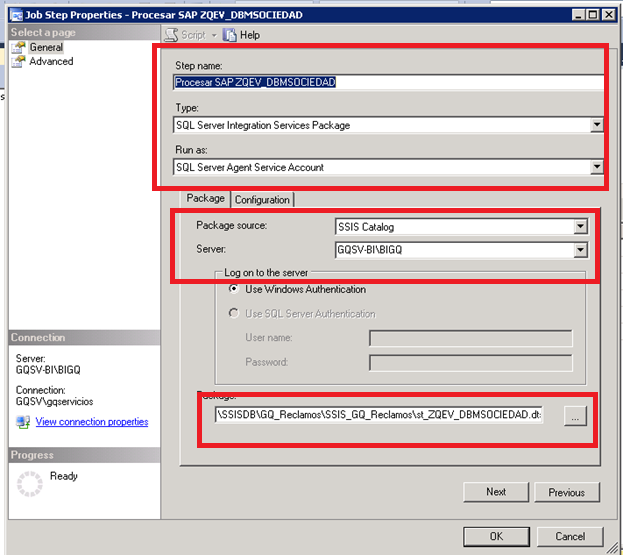 Job Step Properties - Procesar SAP ZQEV_DBMSOCIEDAD
Select a page
General
Advanced
Script
Help
Step name:
Procesar SAP ZQEV_DBMSOCIEDAD
Type:
SQL Server Integration Services Package
Run as:
SQL Server Agent Service Account
Package
Configuration
Package source:
SSIS Catalog
Server:
GQSV-BI\BIGQ
Log on to the server
Use Windows Authentication
Use SQL Server Authentication
User name:
Password:
Package:
\SSISDB\GQ_Reclamos\SSIS_GQ_Reclamos\st_ZQEV_DBMSOCIEDAD.dt
...
Connection
Server:
GQSV-BI\BIGQ
Connection:
GQSV\gqservicios
View connection properties
Progress
Ready
Next
Previous
OK
Cancel